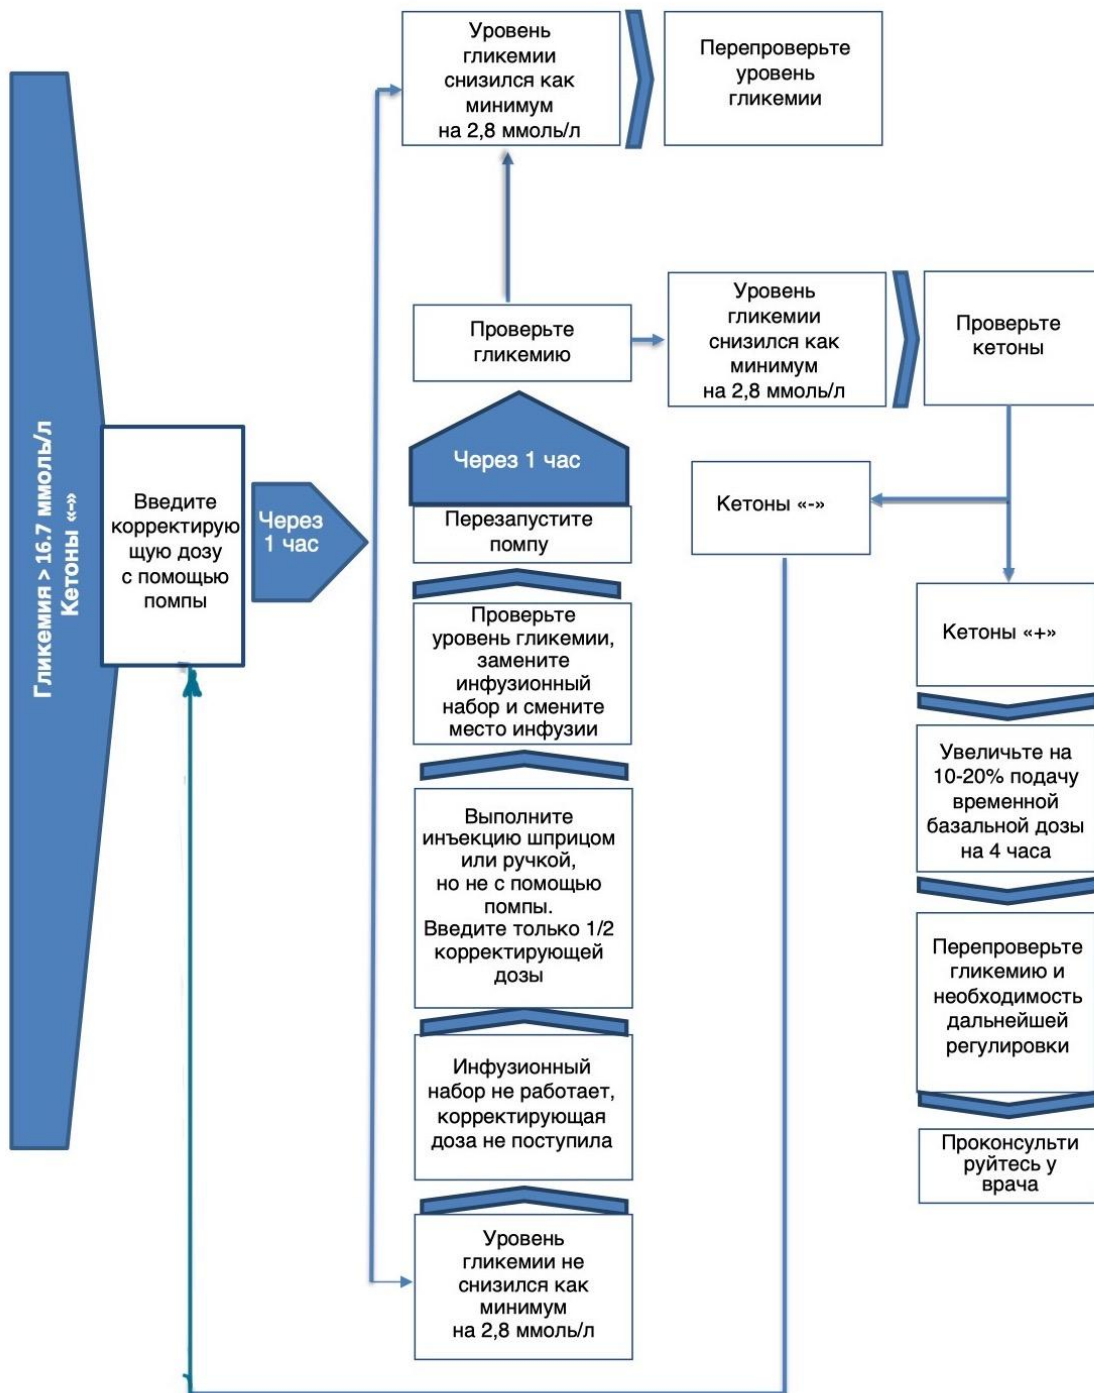 Гликемия > 16.7 ммоль/л
Кетоны «-»
Введите
корректирую
щую дозу
с помощью
помпы
Через
1 час
Уровень
гликемии
снизился как
минимум
на 2,8 ммоль/л
Перепроверьте
уровень
гликемии
Проверьте
гликемию
Уровень
гликемии
снизился как
минимум
на 2,8 ммоль/л
Проверьте
кетоны
Через 1 час
Перезапустите
помпу
Проверьте
уровень гликемии,
замените
инфузионный
набор и смените
место инфузии
Выполните
инъекцию шприцом
или ручкой,
но не с помощью
помпы.
Введите только 1/2
корректирующей
дозы
Инфузионный
набор не работает,
корректирующая
доза не поступила
Уровень
гликемии не
снизился как
минимум
на 2,8 ммоль/л
Кетоны «-»
Кетоны «+»
Увеличьте на
10-20% подачу
временной
базальной дозы
на 4 часа
Перепроверьте
гликемию и
необходимость
дальнейшей
регулировки
Проконсульти
руйтесь у
врача